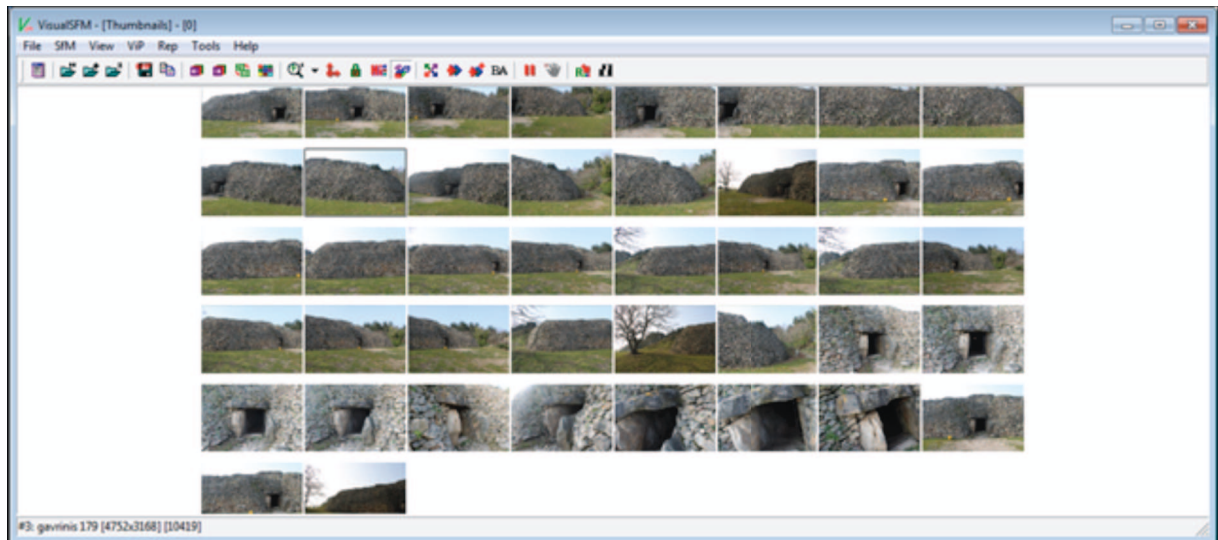 VisualSFM - [Thumbnails] - [0]
File SfM View ViP Rep Tools Help
BA
#3: gavrinis 179 [4752x3168] [10419]